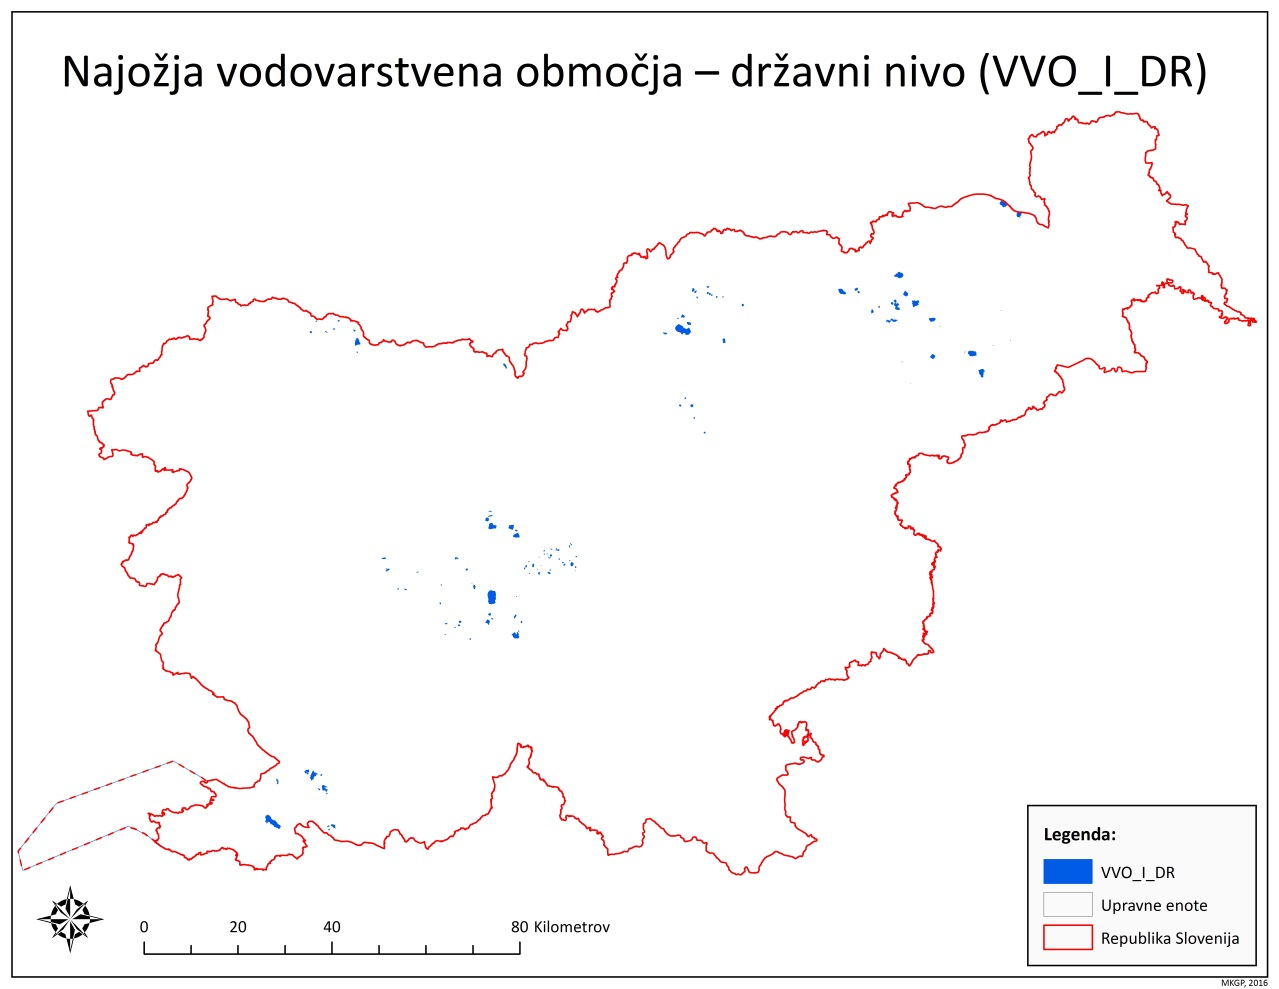 Najožja vodovarstvena območja – državni nivo (VVO_I_DR)
Legenda:
VVO_I_DR
Upravne enote
Republika Slovenija
0 20 40 80 Kilometrov
MKGP, 2016